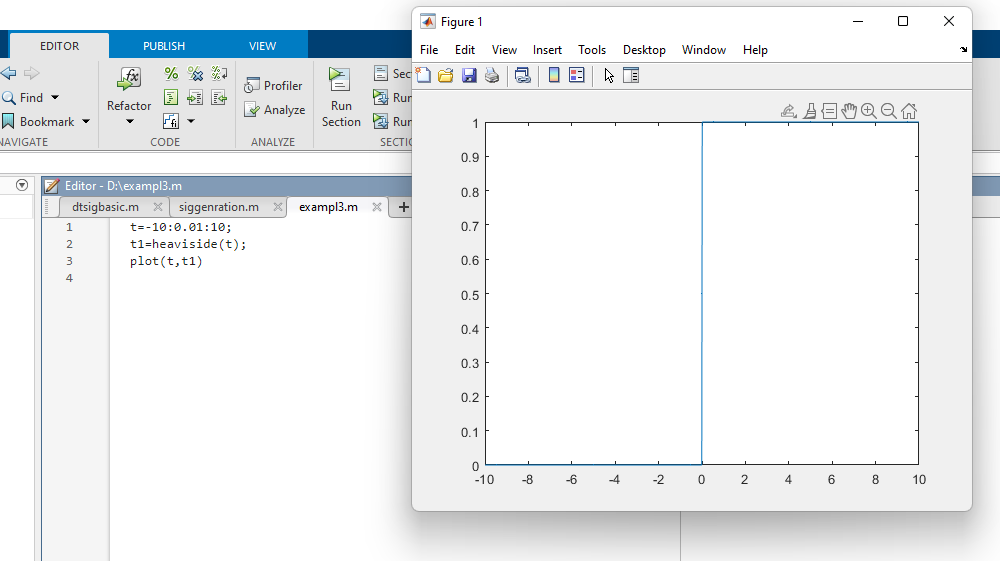 Figure 1
File Edit View Insert Tools Desktop Window Help
EDITOR PUBLISH VIEW
Find
Bookmark
NAVIGATE
Refactor
CODE
Profiler
Analyze
ANALYZE
Run
Section
Sec
Run
Run
SECTIO
Editor - D:\exampl3.m
dtsigbasic.m siggenration.m exampl3.m
1 t=-10:0.01:10;
2 t1=heaviside(t);
3 plot(t,t1)
4
1
0.9
0.8
0.7
0.6
0.5
0.4
0.3
0.2
0.1
0
-10 -8 -6 -4 -2 0 2 4 6 8 10